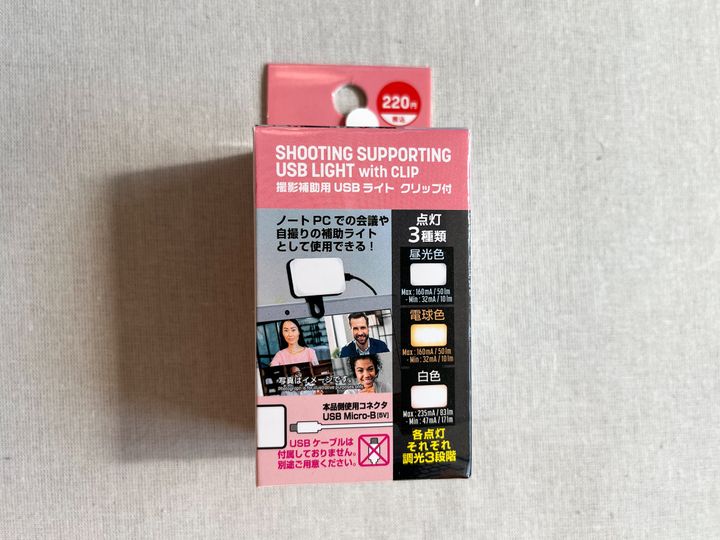 220円
税込
SHOOTING SUPPORTING
USB LIGHT with CLIP
撮影補助用USBライト クリップ付
ノートPCでの会議や
自撮りの補助ライト
として使用できる！
写真はイメージです。
Photograph is for illustrative purposes only.
本品側使用コネクタ
USB Micro-B(5V)
USBケーブルは
付属しておりません。
別途ご用意ください。
点灯
3種類
昼光色
Max : 160mA / 50lm
- Min : 32mA / 10lm
電球色
Max : 160mA / 50lm
- Min : 32mA / 10lm
白色
Max : 235mA / 83lm
- Min : 47mA / 17lm
各点灯
それぞれ
調光3段階